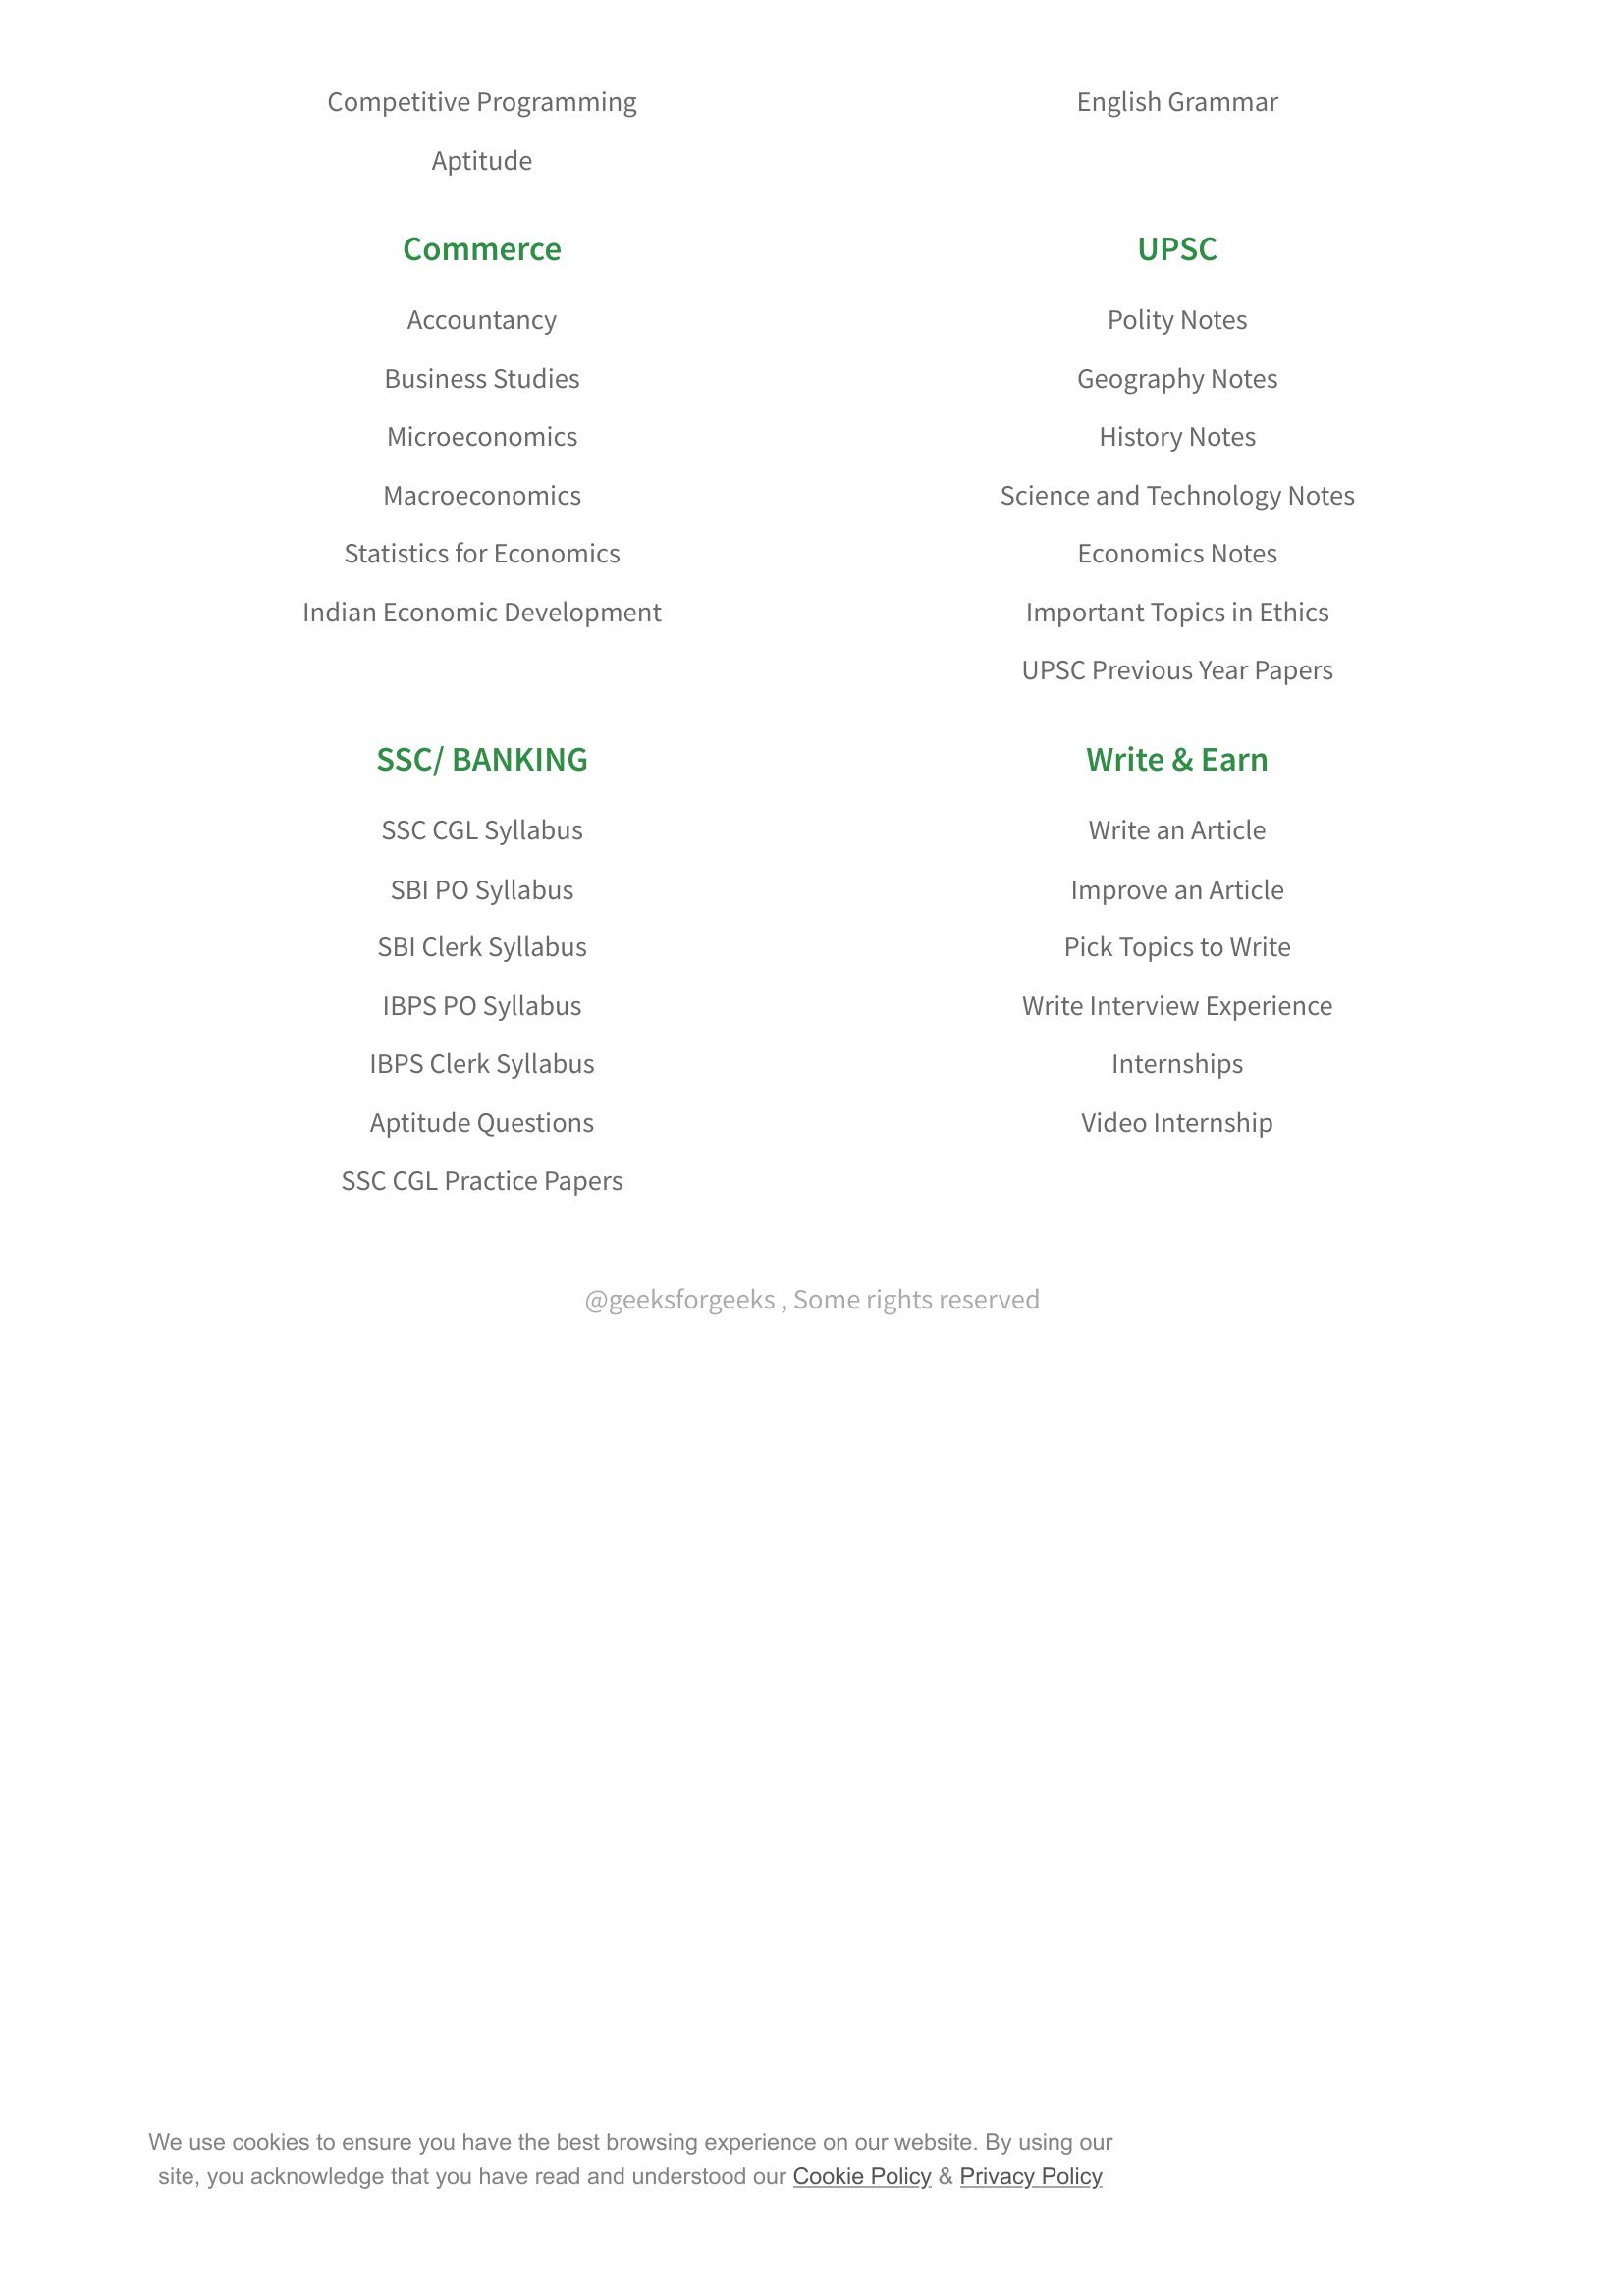 Competitive Programming
Aptitude
English Grammar
Commerce
Accountancy
Business Studies
Microeconomics
Macroeconomics
Statistics for Economics
Indian Economic Development
UPSC
Polity Notes
Geography Notes
History Notes
Science and Technology Notes
Economics Notes
Important Topics in Ethics
UPSC Previous Year Papers
SSC/ BANKING
SSC CGL Syllabus
SBI PO Syllabus
SBI Clerk Syllabus
IBPS PO Syllabus
IBPS Clerk Syllabus
Aptitude Questions
SSC CGL Practice Papers
Write & Earn
Write an Article
Improve an Article
Pick Topics to Write
Write Interview Experience
Internships
Video Internship
@geeksforgeeks , Some rights reserved
We use cookies to ensure you have the best browsing experience on our website. By using our
site, you acknowledge that you have read and understood our Cookie Policy & Privacy Policy